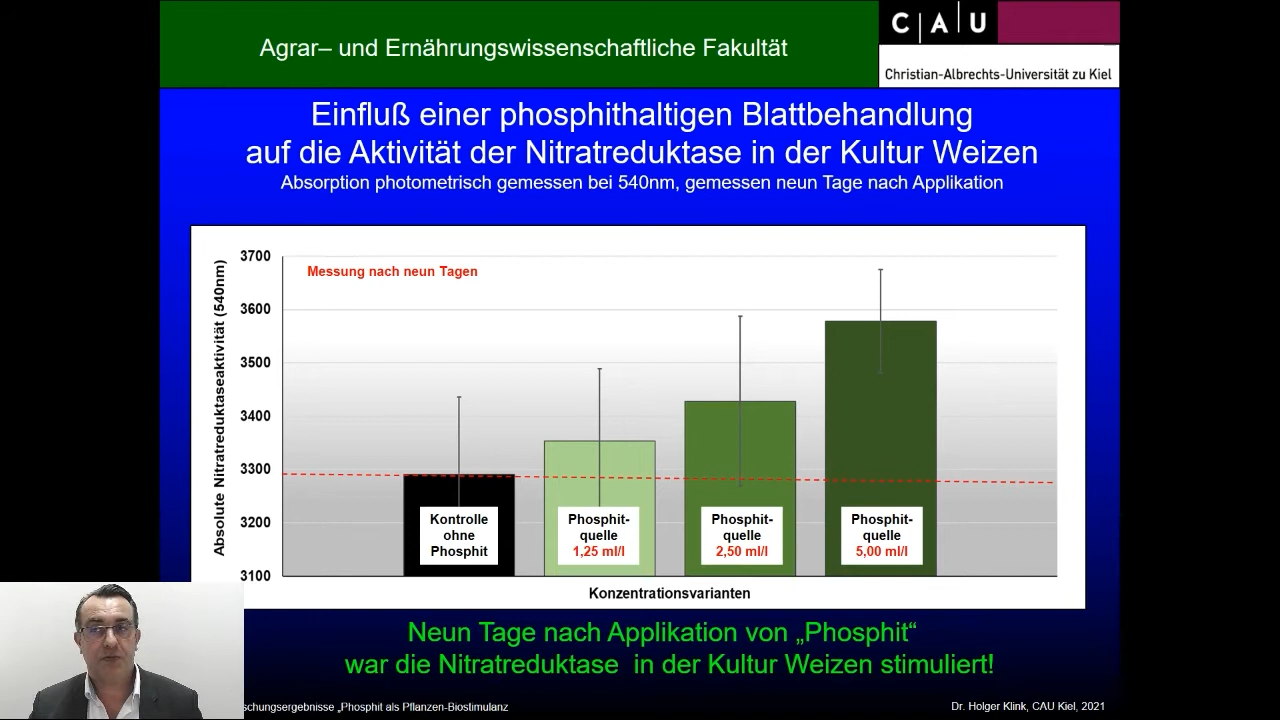 Agrar– und Ernährungswissenschaftliche Fakultät
C|A|U
Christian-Albrechts-Universität zu Kiel
Einfluß einer phosphithaltigen Blattbehandlung
auf die Aktivität der Nitratreduktase in der Kultur Weizen
Absorption photometrisch gemessen bei 540nm, gemessen neun Tage nach Applikation
Absolute Nitratreduktaseaktivität (540nm)
3700
3600
3500
3400
3300
3200
3100
Messung nach neun Tagen
Kontrolle
ohne
Phosphit
Phosphit-
quelle
1,25 ml/l
Phosphit-
quelle
2,50 ml/l
Phosphit-
quelle
5,00 ml/l
Konzentrationsvarianten
Neun Tage nach Applikation von „Phosphit“
war die Nitratreduktase in der Kultur Weizen stimuliert!
schungsergebnisse „Phosphit als Pflanzen-Biostimulanz
Dr. Holger Klink, CAU Kiel, 2021